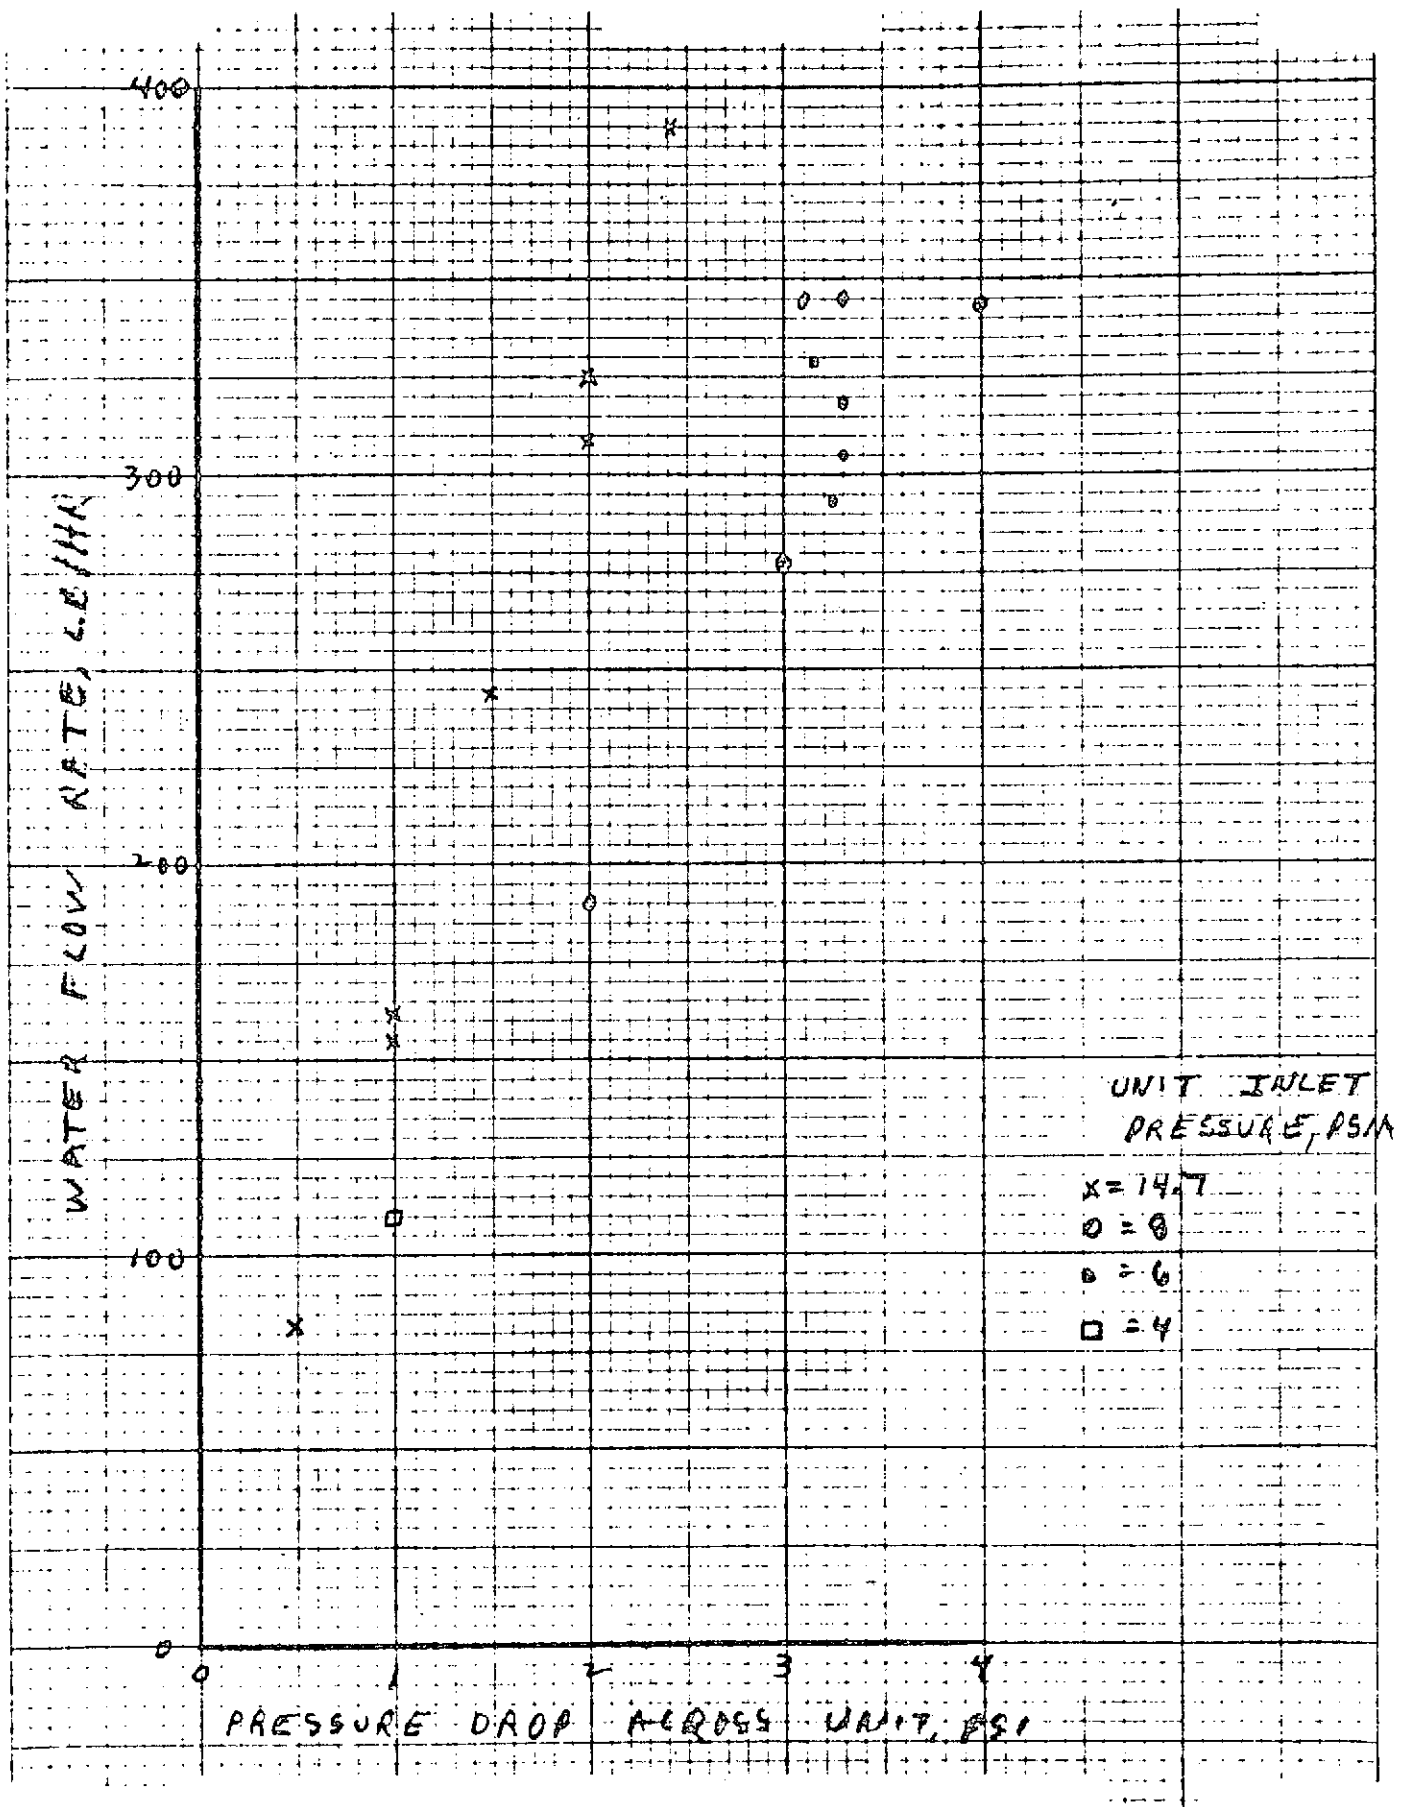 400
300
200
100
0
0 1 2 3 4
WATER FLOW RATE, LB/HR
PRESSURE DROP ACROSS UNIT, PSI
UNIT INLET
PRESSURE, PSIA
x = 14.7
o = 8
= 6
□ = 4